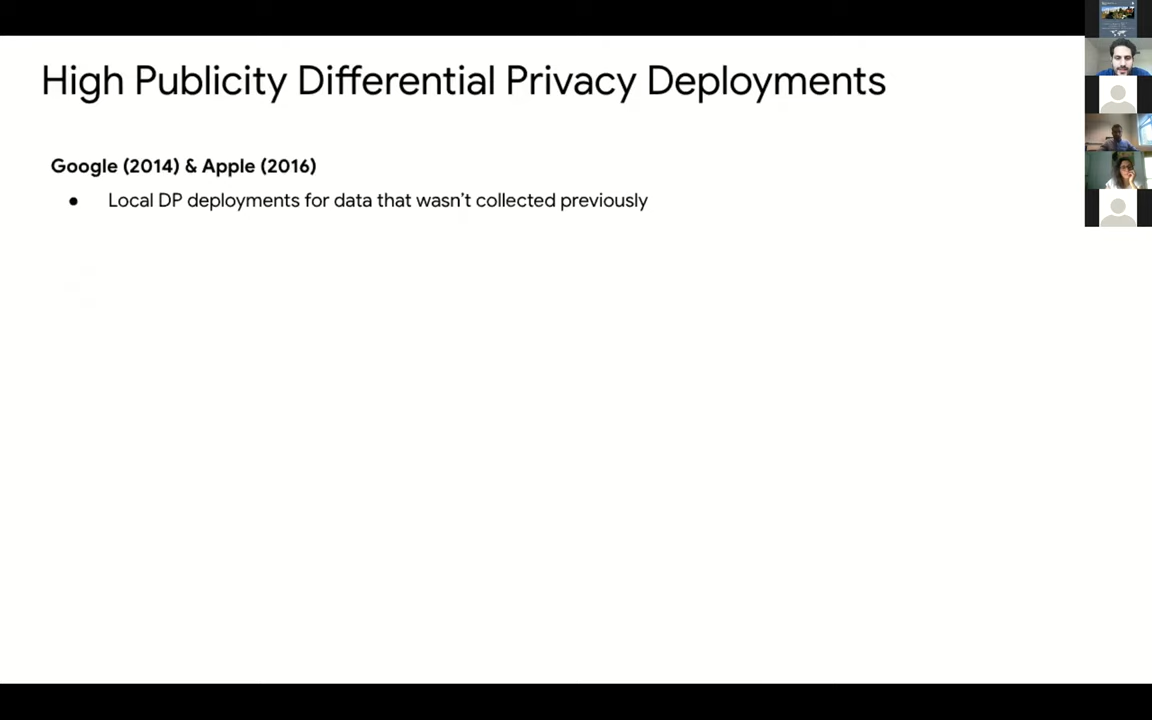 High Publicity Differential Privacy Deployments
Google (2014) & Apple (2016)
● Local DP deployments for data that wasn't collected previously